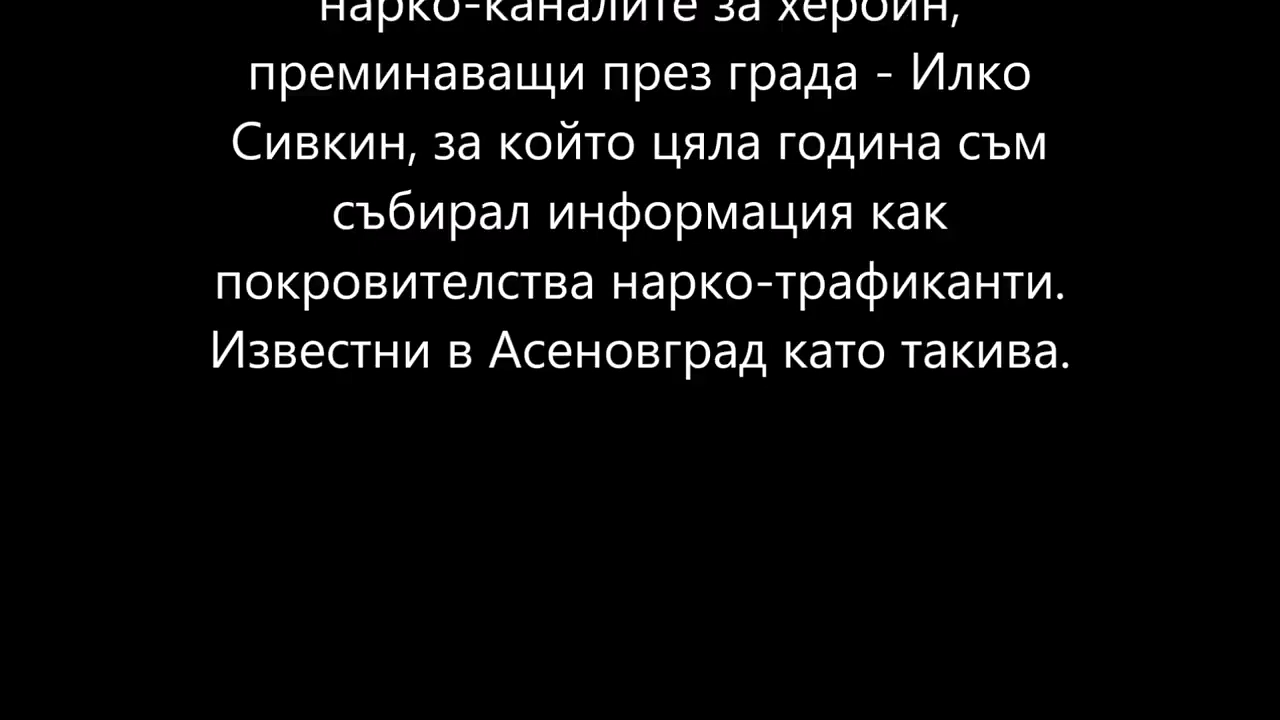 нарко-каналите за хероин,
преминаващи през града - Илко
Сивкин, за който цяла година съм
събирал информация как
покровителства нарко-трафиканти.
Известни в Асеновград като такива.